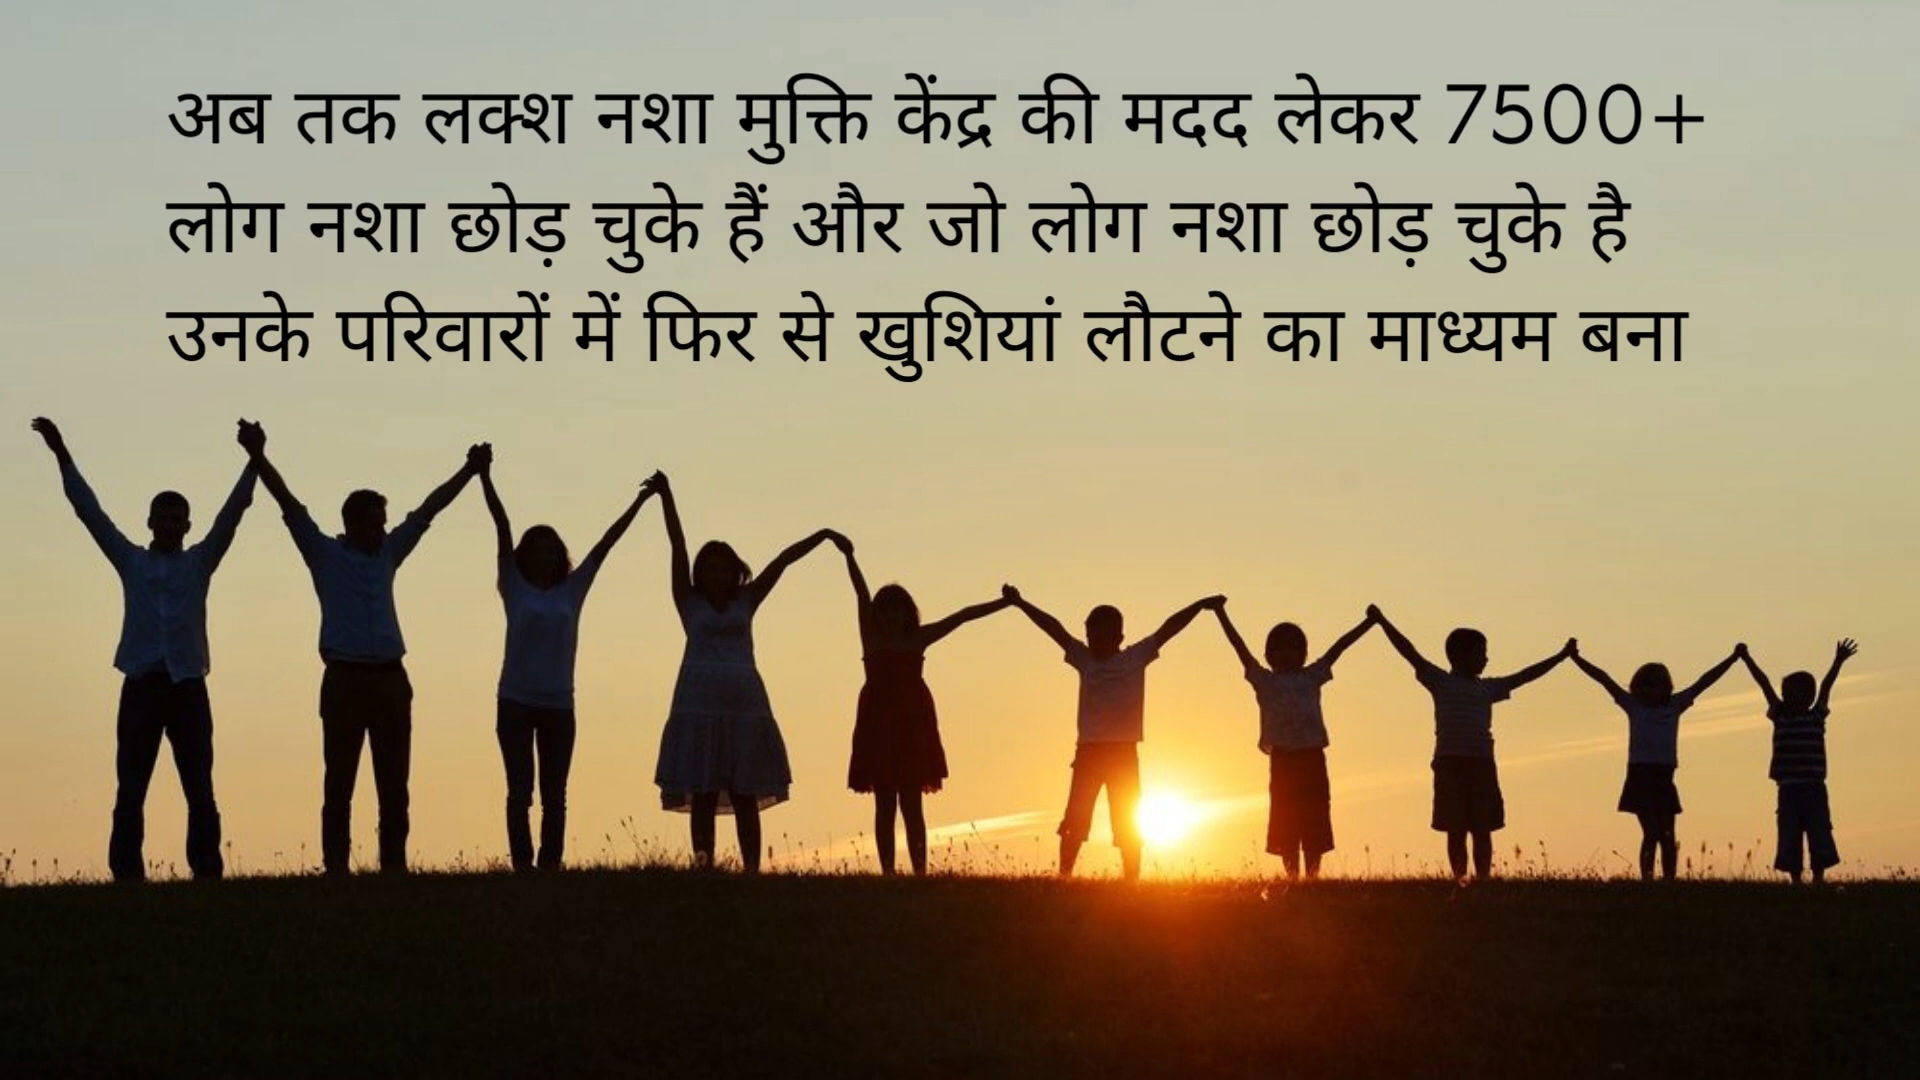 अब तक लक्श नशा मुक्ति केंद्र की मदद लेकर 7500+
लोग नशा छोड़ चुके हैं और जो लोग नशा छोड़ चुके है
उनके परिवारों में फिर से खुशियां लौटने का माध्यम बना